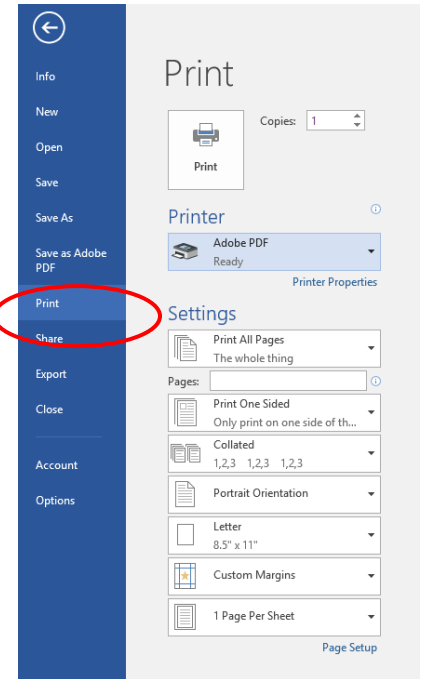 Info
New
Open
Save
Save As
Save as Adobe
PDF
Print
Share
Export
Close
Account
Options
Print
Copies: 1
Print
Printer
Adobe PDF
Ready
Printer Properties
Settings
Print All Pages
The whole thing
Pages:
Print One Sided
Only print on one side of th...
Collated
1,2,3 1,2,3 1,2,3
Portrait Orientation
Letter
8.5" x 11"
Custom Margins
1 Page Per Sheet
Page Setup